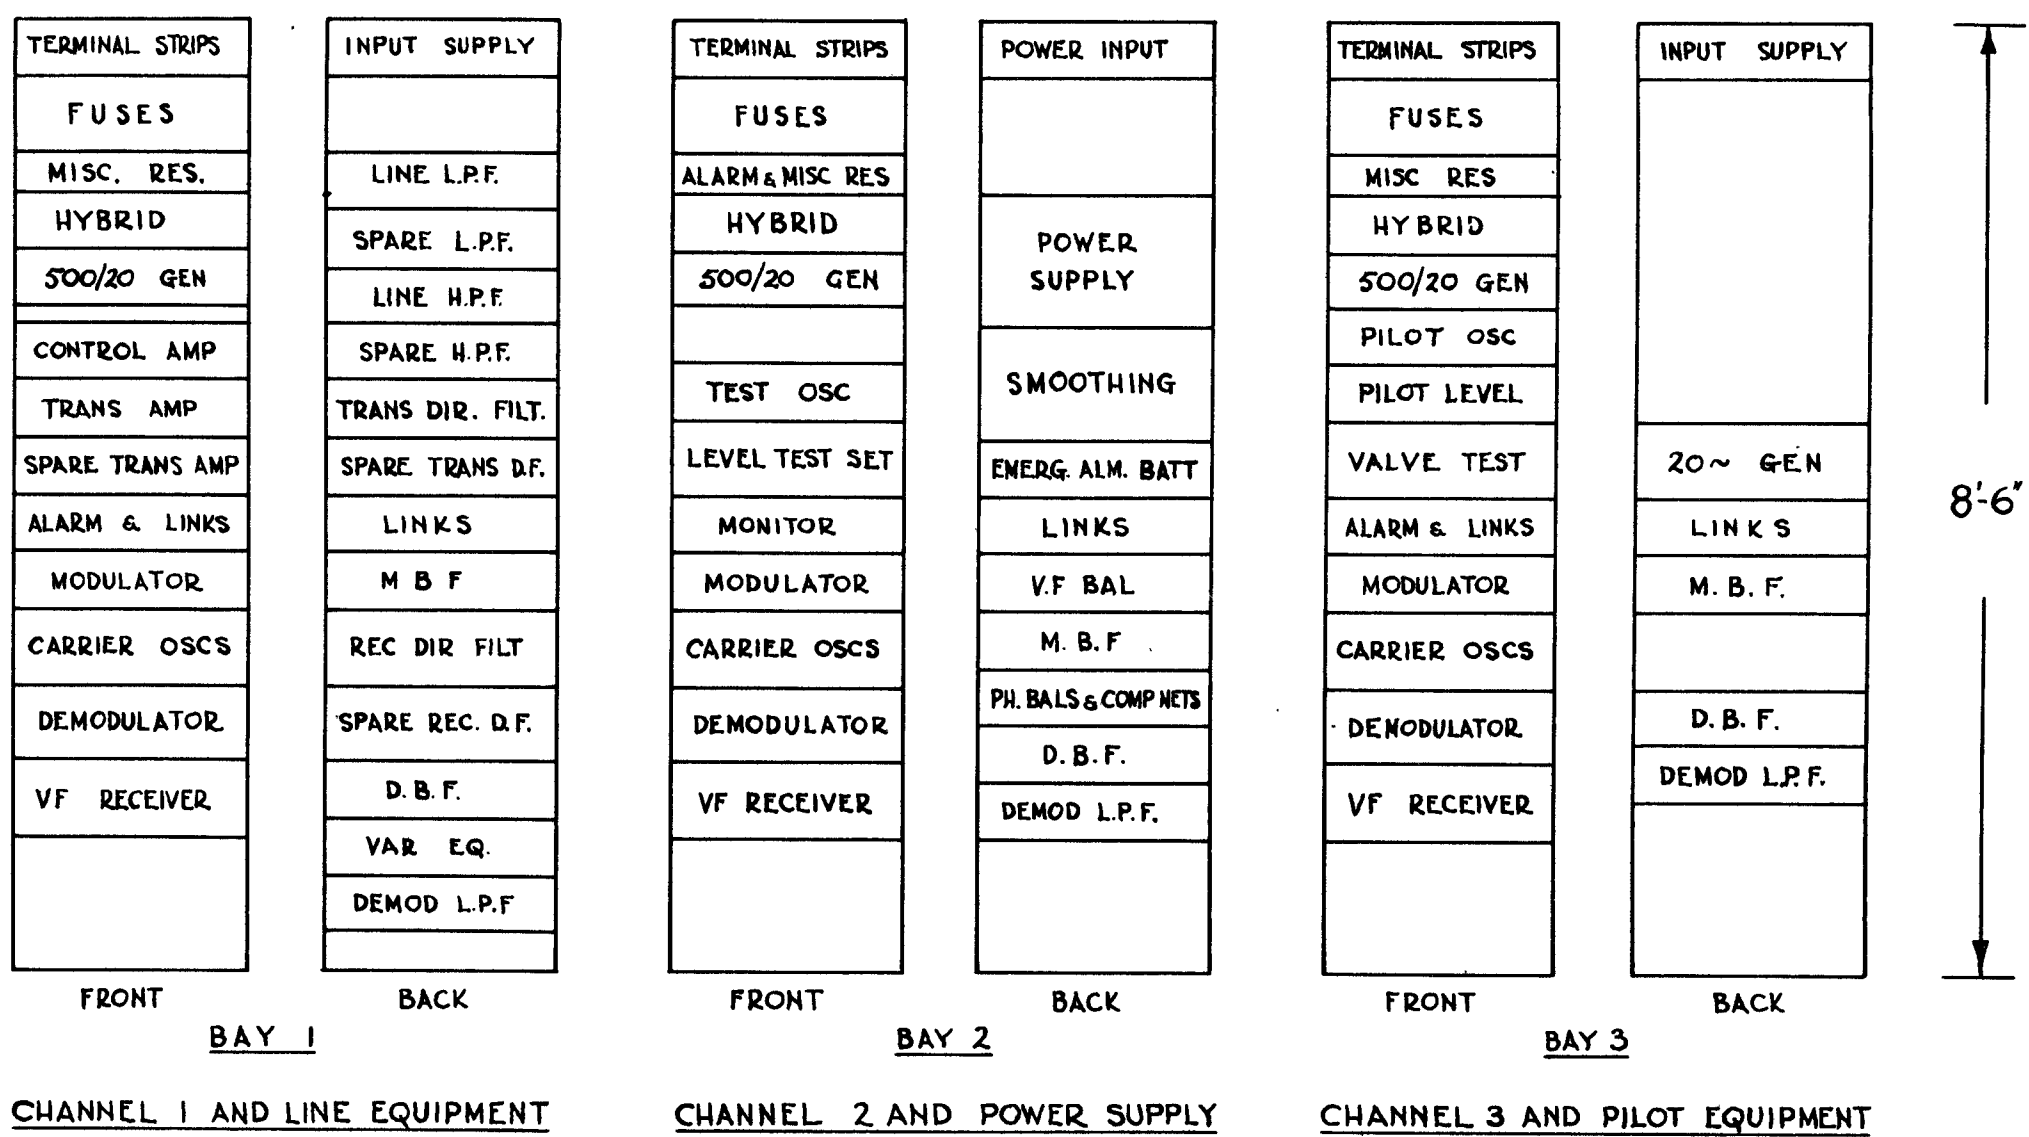 TERMINAL STRIPS
FUSES
MISC. RES.
HYBRID
500/20 GEN
CONTROL AMP
TRANS AMP
SPARE TRANS AMP
ALARM & LINKS
MODULATOR
CARRIER OSCS
DEMODULATOR
VF RECEIVER
FRONT
INPUT SUPPLY
LINE L.P.F.
SPARE L.P.F.
LINE H.P.F.
SPARE H.P.F.
TRANS DIR. FILT.
SPARE TRANS D.F.
LINKS
M B F
REC DIR FILT
SPARE REC. D.F.
D.B.F.
VAR EQ.
DEMOD L.P.F
BACK
BAY 1
CHANNEL 1 AND LINE EQUIPMENT
TERMINAL STRIPS
FUSES
ALARM & MISC RES
HYBRID
500/20 GEN
TEST OSC
LEVEL TEST SET
MONITOR
MODULATOR
CARRIER OSCS
DEMODULATOR
VF RECEIVER
FRONT
POWER INPUT
POWER
SUPPLY
SMOOTHING
EMERG. ALM. BATT
LINKS
V.F BAL
M. B. F
PH. BALS & COMP NETS
D.B.F.
DEMOD L.P.F.
BACK
BAY 2
CHANNEL 2 AND POWER SUPPLY
TERMINAL STRIPS
FUSES
MISC RES
HYBRID
500/20 GEN
PILOT OSC
PILOT LEVEL
VALVE TEST
ALARM & LINKS
MODULATOR
CARRIER OSCS
DEMODULATOR
VF RECEIVER
FRONT
INPUT SUPPLY
20~ GEN
LINKS
M. B. F.
D. B. F.
DEMOD L.P.F.
BACK
BAY 3
CHANNEL 3 AND PILOT EQUIPMENT
8'-6"